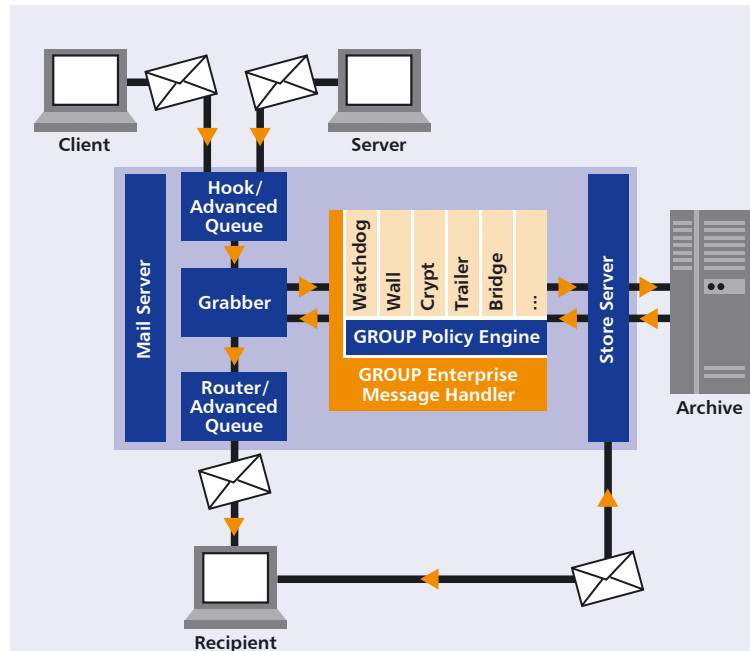 Client
Server
Mail Server
Hook/
Advanced
Queue
Grabber
Router/
Advanced
Queue
Watchdog
Wall
Crypt
Trailer
Bridge
...
GROUP Policy Engine
GROUP Enterprise
Message Handler
Store Server
Archive
Recipient